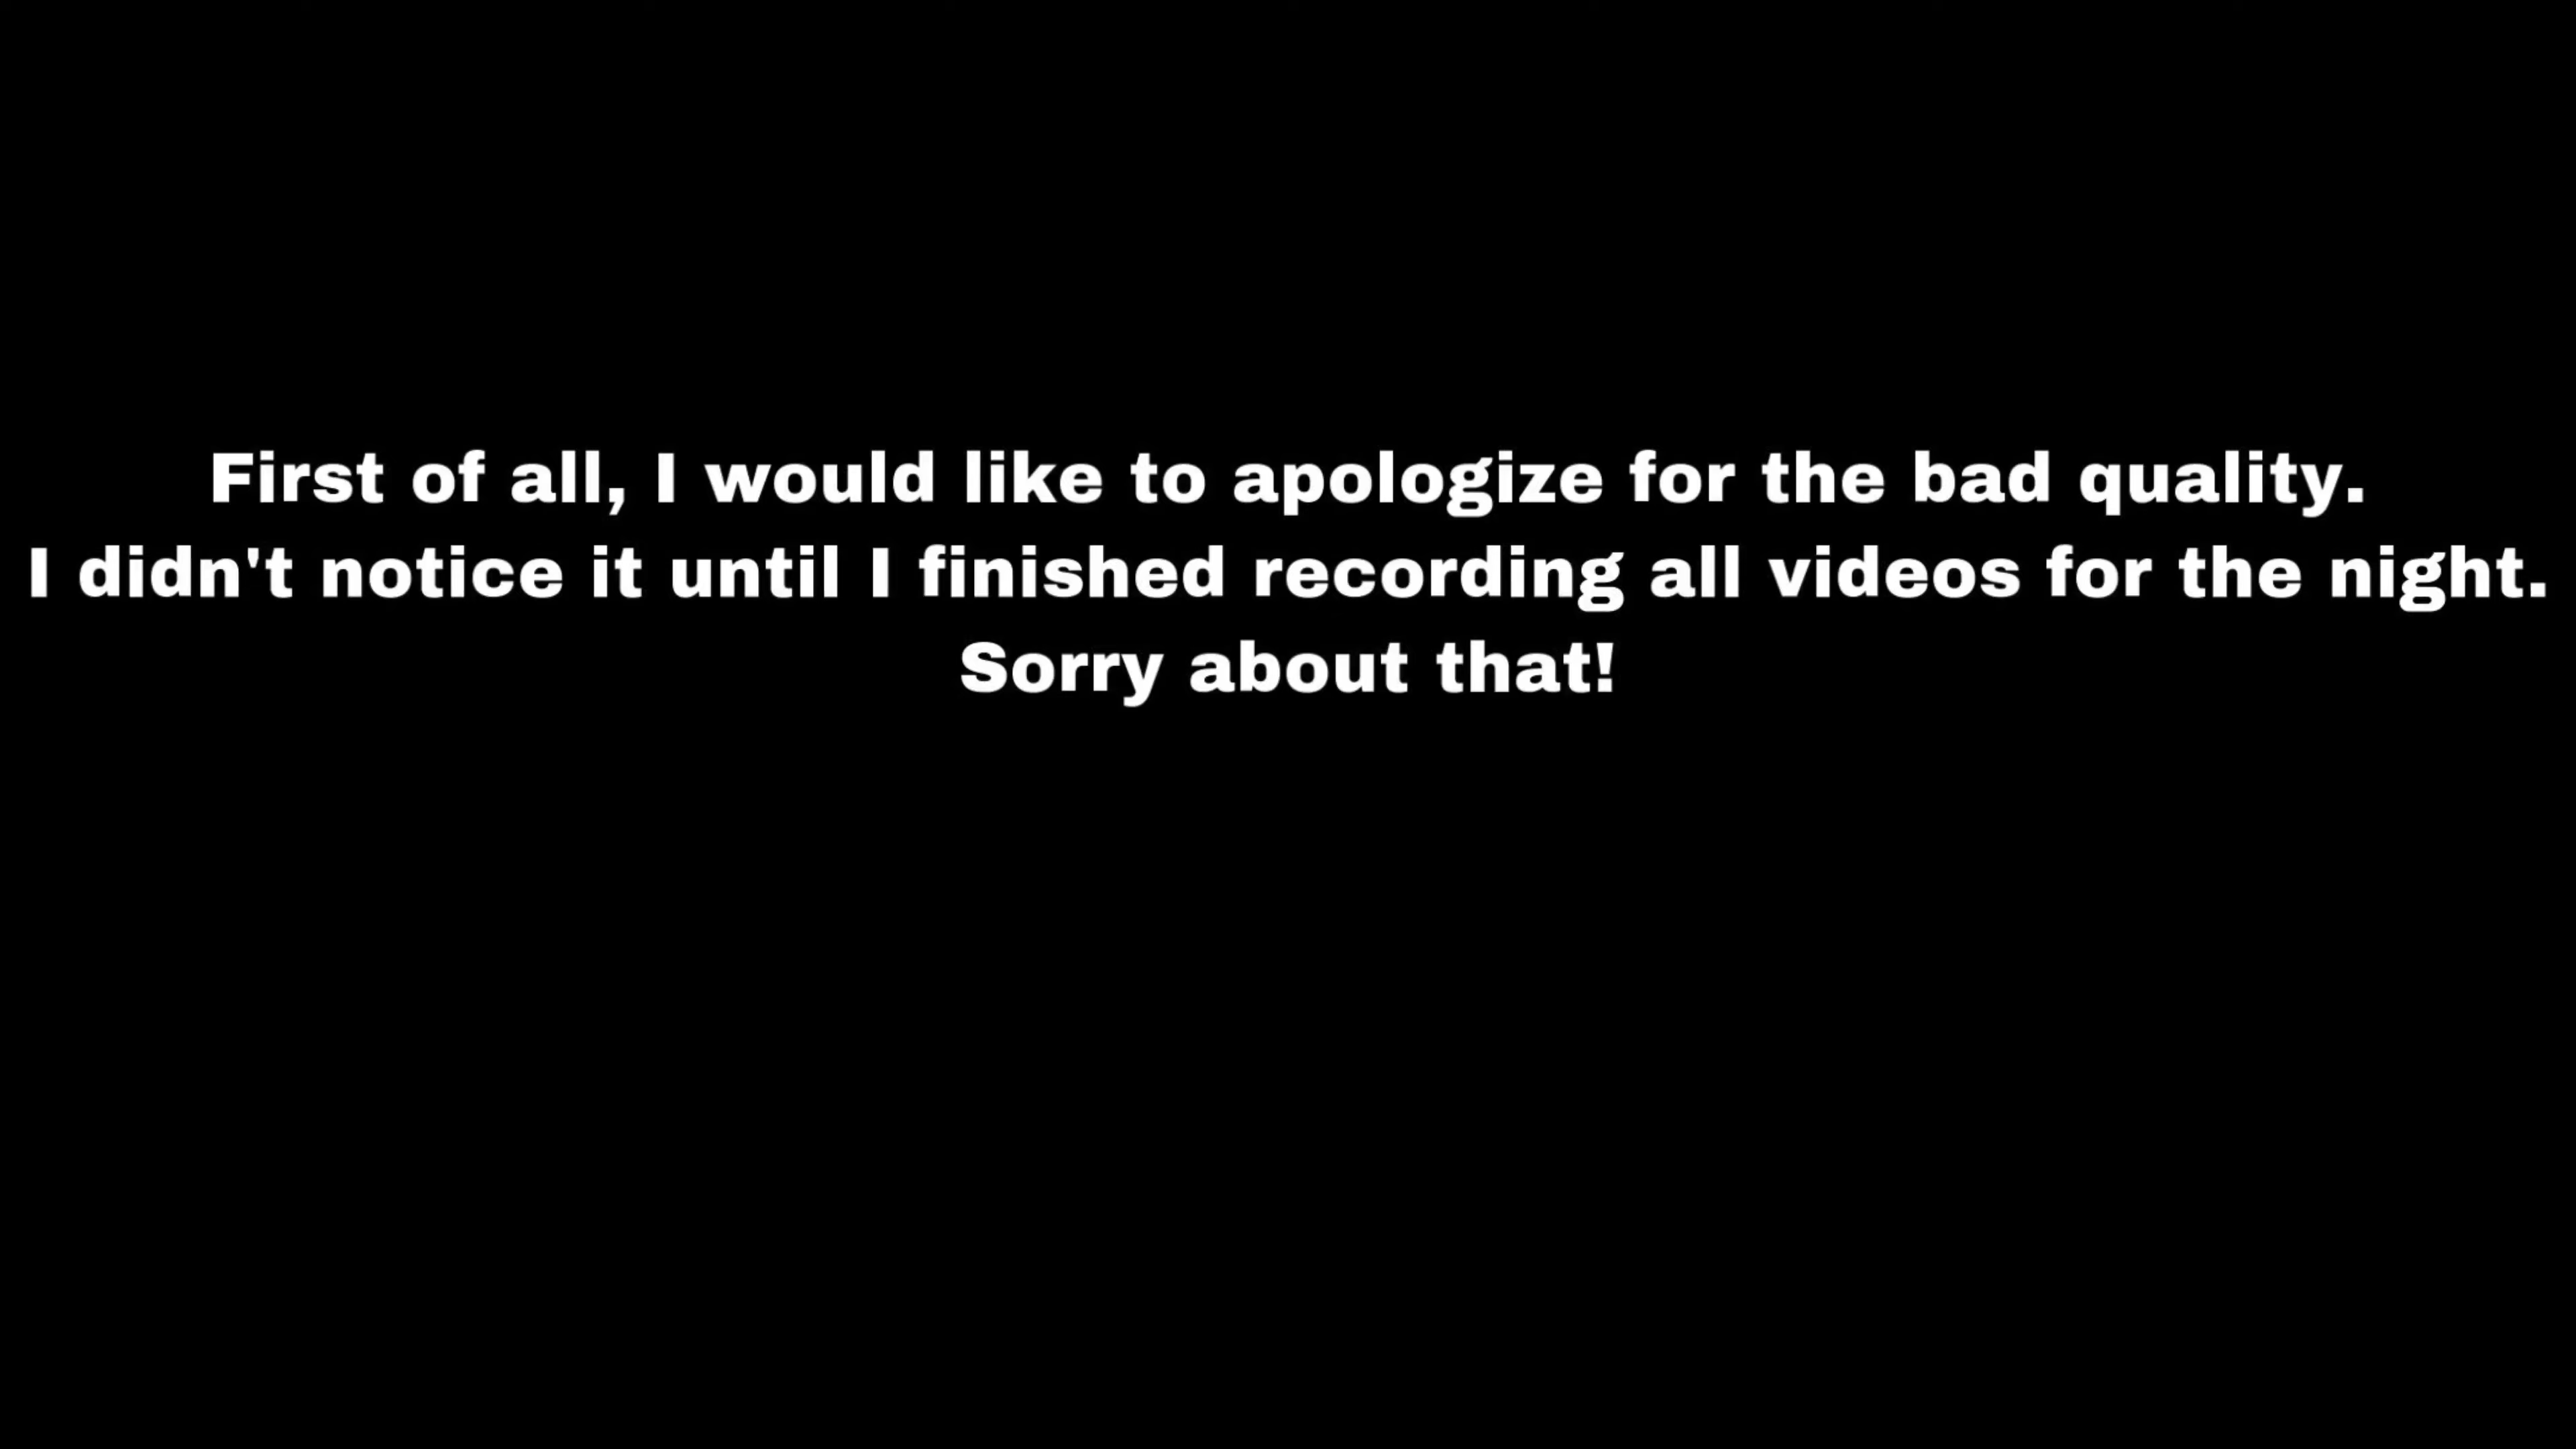 First of all, I would like to apologize for the bad quality.
I didn't notice it until I finished recording all videos for the night.
Sorry about that!